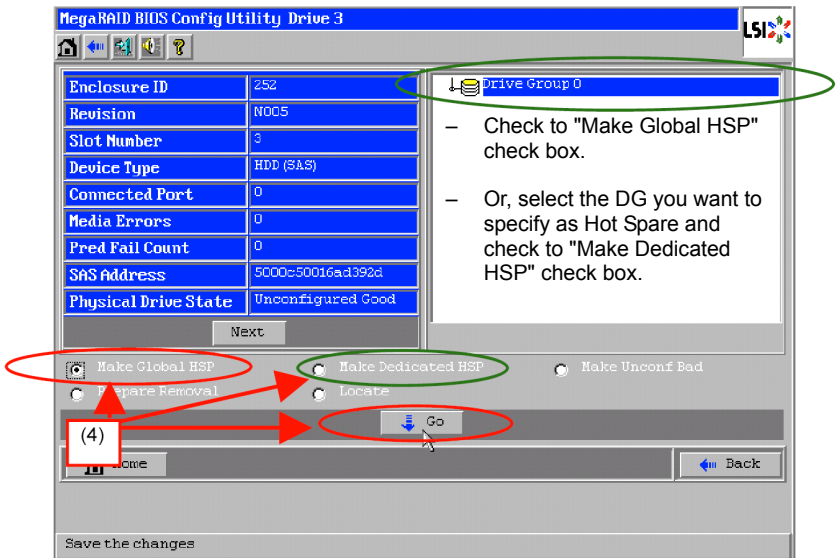 MegaRAID BIOS Config Utility Drive 3
LSI
Enclosure ID 252
Revision N005
Slot Number 3
Device Type HDD (SAS)
Connected Port 0
Media Errors 0
Pred Fail Count 0
SAS Address 5000c50016ad392d
Physical Drive State Unconfigured Good
Next
Drive Group 0
– Check to "Make Global HSP"
check box.
– Or, select the DG you want to
specify as Hot Spare and
check to "Make Dedicated
HSP" check box.
Make Global HSP Make Dedicated HSP Make Unconf Bad
Prepare Removal Locate
Go
(4)
Home Back
Save the changes